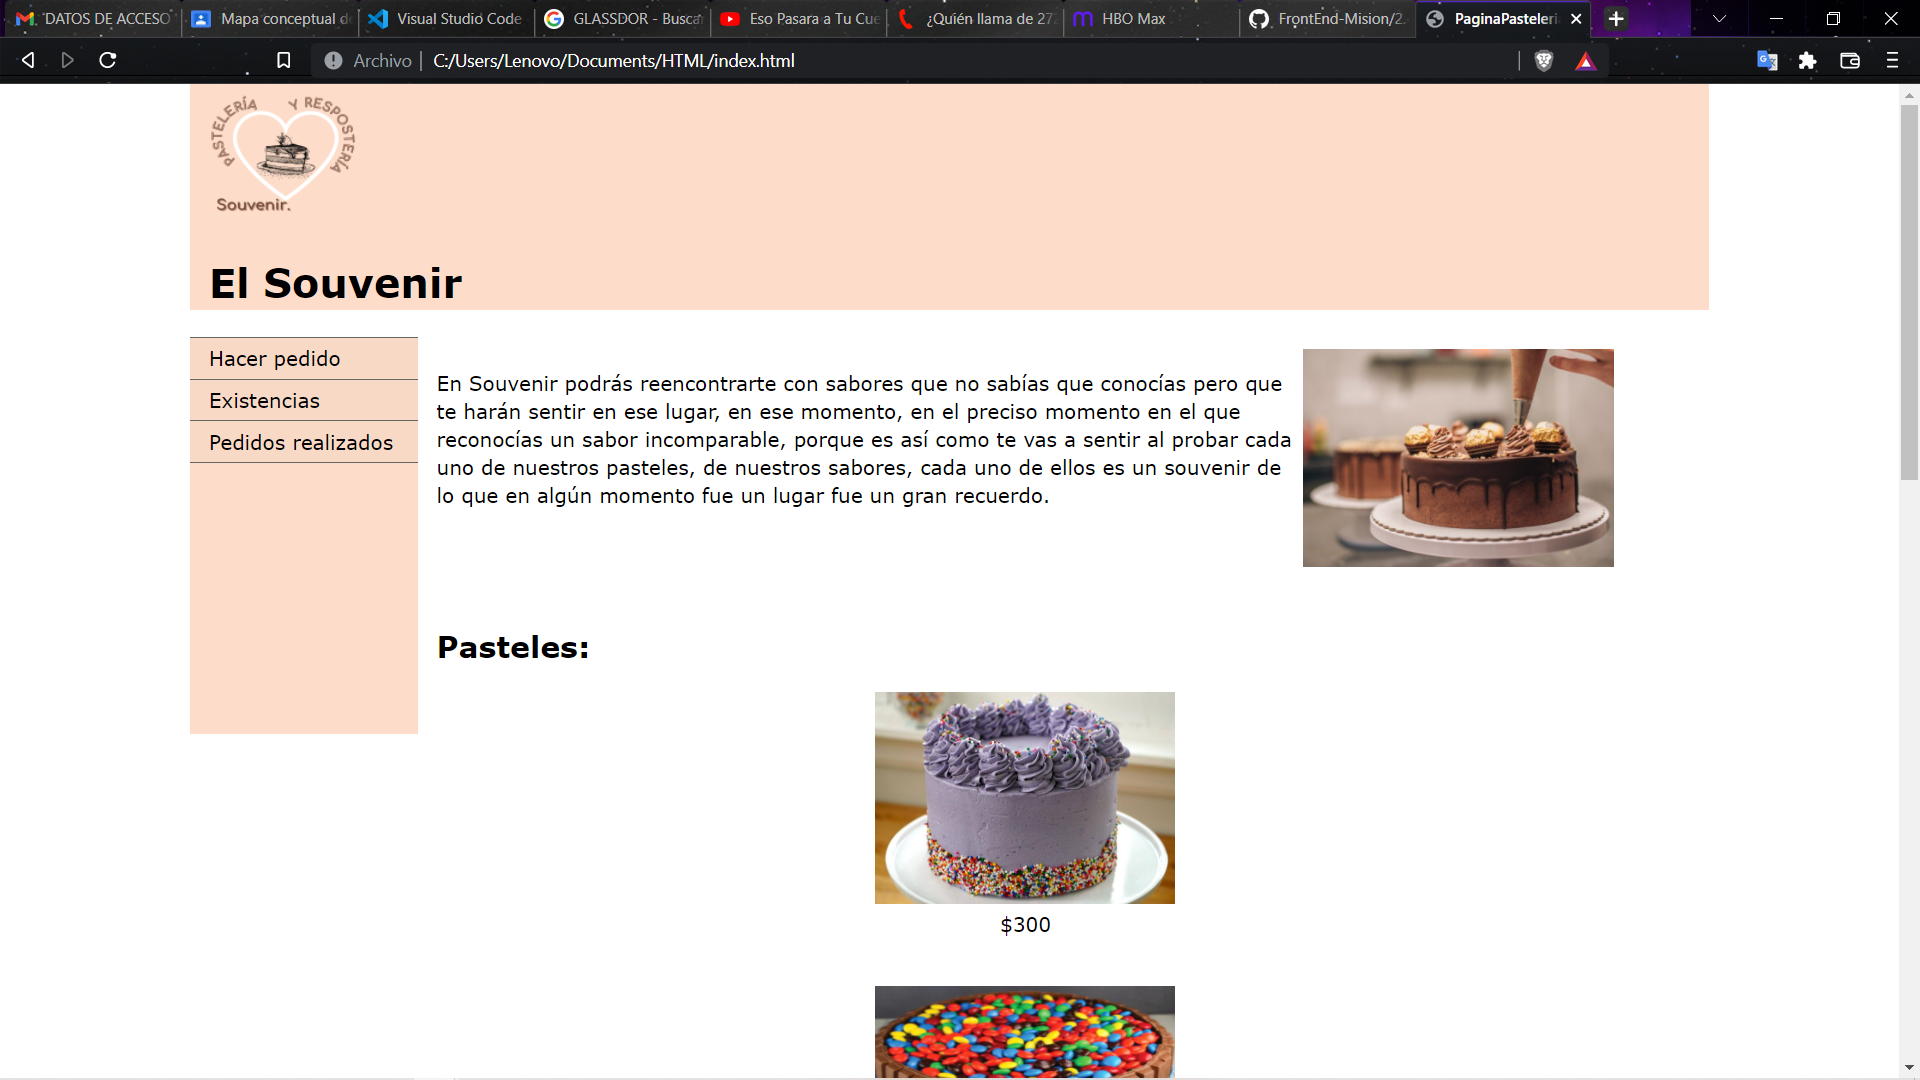 DATOS DE ACCESO
Mapa conceptual d
Visual Studio Code
GLASSDOR - Busca
Eso Pasara a Tu Cue
¿Quién llama de 27
HBO Max
FrontEnd-Mision/2.
PaginaPasteleri
Archivo
C:/Users/Lenovo/Documents/HTML/index.html
PASTELERÍA Y RESPOSTERÍA
Souvenir.
El Souvenir
Hacer pedido
Existencias
Pedidos realizados
En Souvenir podrás reencontrarte con sabores que no sabías que conocías pero que
te harán sentir en ese lugar, en ese momento, en el preciso momento en el que
reconocías un sabor incomparable, porque es así como te vas a sentir al probar cada
uno de nuestros pasteles, de nuestros sabores, cada uno de ellos es un souvenir de
lo que en algún momento fue un lugar fue un gran recuerdo.
Pasteles:
$300